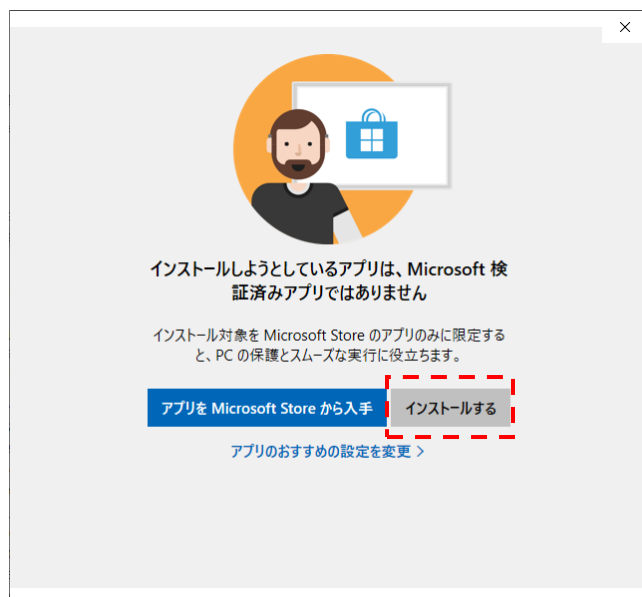 インストールしようとしているアプリは、Microsoft 検
証済みアプリではありません
インストール対象を Microsoft Store のアプリのみに限定する
と、PC の保護とスムーズな実行に役立ちます。
アプリを Microsoft Store から入手
インストールする
アプリのおすすめの設定を変更 >